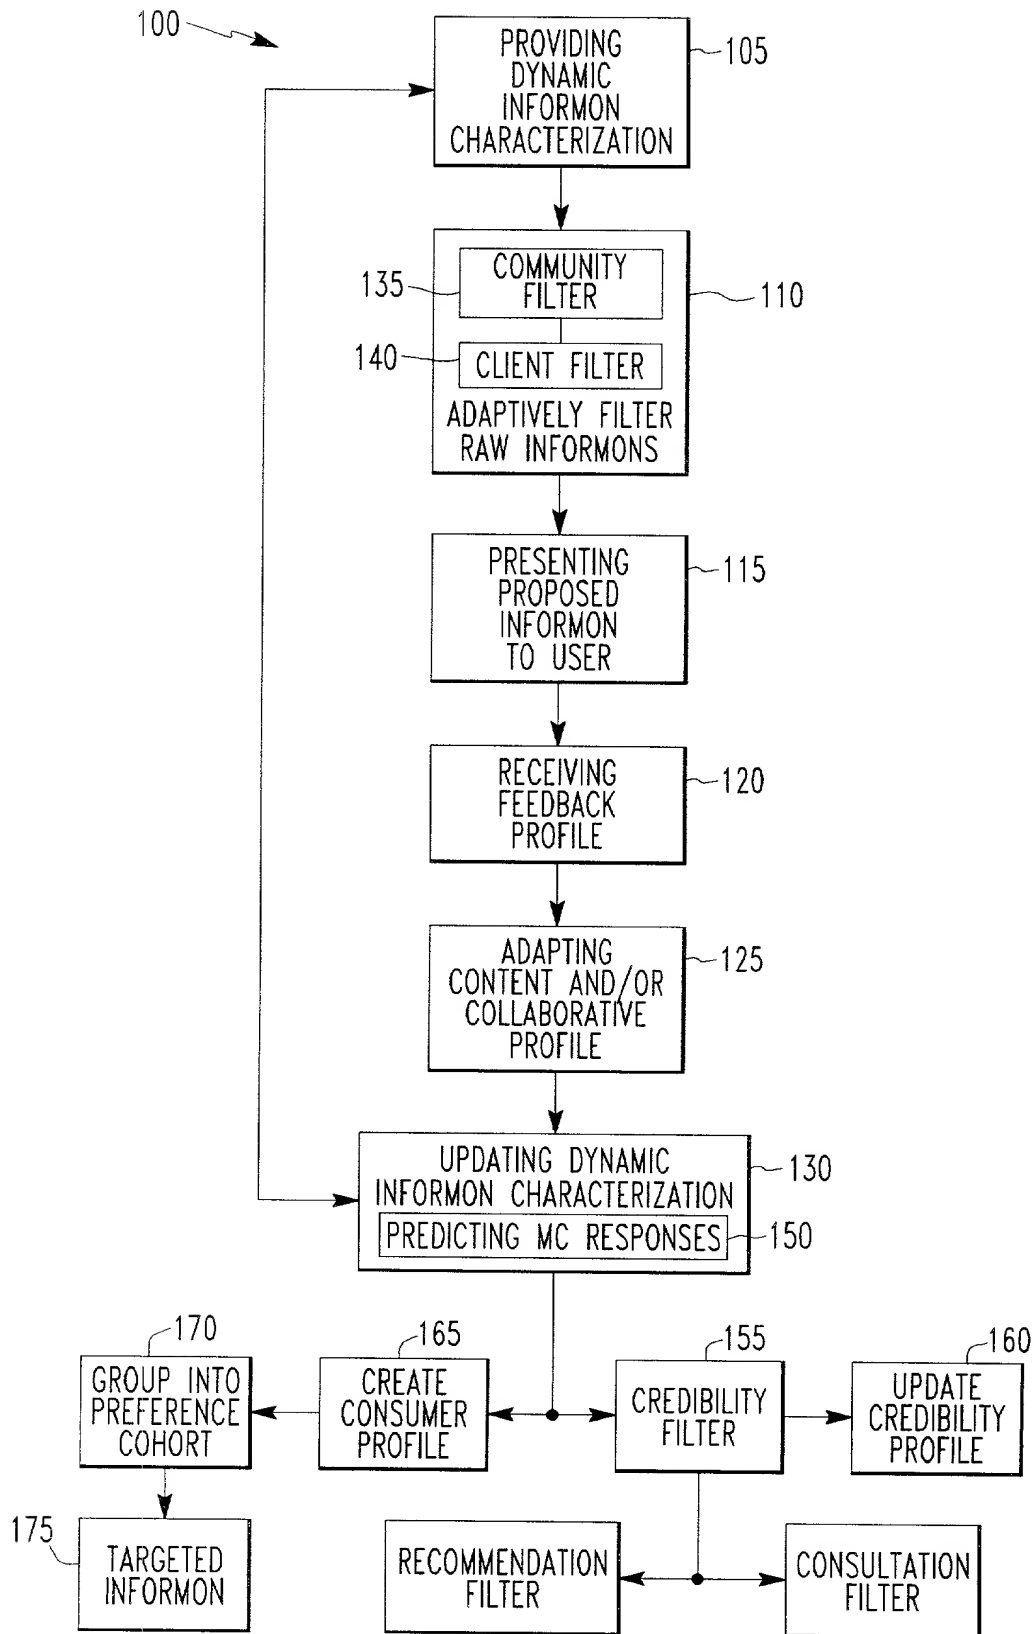 100
PROVIDING
DYNAMIC
INFORMON
CHARACTERIZATION
105
COMMUNITY
FILTER
135
110
140
CLIENT FILTER
ADAPTIVELY FILTER
RAW INFORMONS
PRESENTING
PROPOSED
INFORMON
TO USER
115
RECEIVING
FEEDBACK
PROFILE
120
ADAPTING
CONTENT AND/OR
COLLABORATIVE
PROFILE
125
UPDATING DYNAMIC
INFORMON CHARACTERIZATION
130
PREDICTING MC RESPONSES
150
170
GROUP INTO
PREFERENCE
COHORT
165
CREATE
CONSUMER
PROFILE
155
CREDIBILITY
FILTER
160
UPDATE
CREDIBILITY
PROFILE
175
TARGETED
INFORMON
RECOMMENDATION
FILTER
CONSULTATION
FILTER